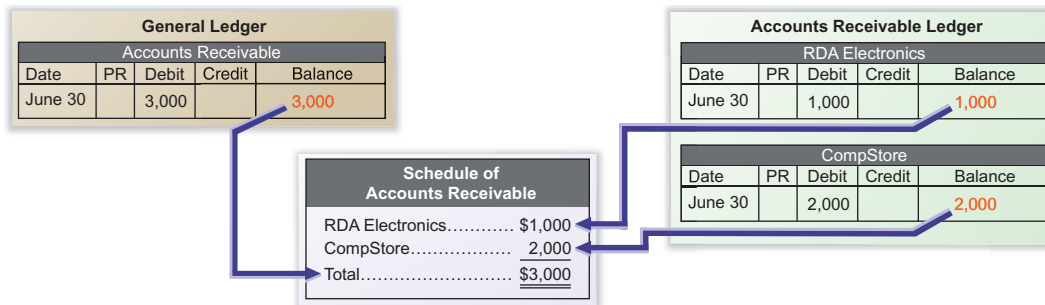 General Ledger
Accounts Receivable
Date PR Debit Credit Balance
June 30 3,000 3,000
Accounts Receivable Ledger
RDA Electronics
Date PR Debit Credit Balance
June 30 1,000 1,000
CompStore
Date PR Debit Credit Balance
June 30 2,000 2,000
Schedule of
Accounts Receivable
RDA Electronics............ $1,000
CompStore.................. 2,000
Total........................... $3,000